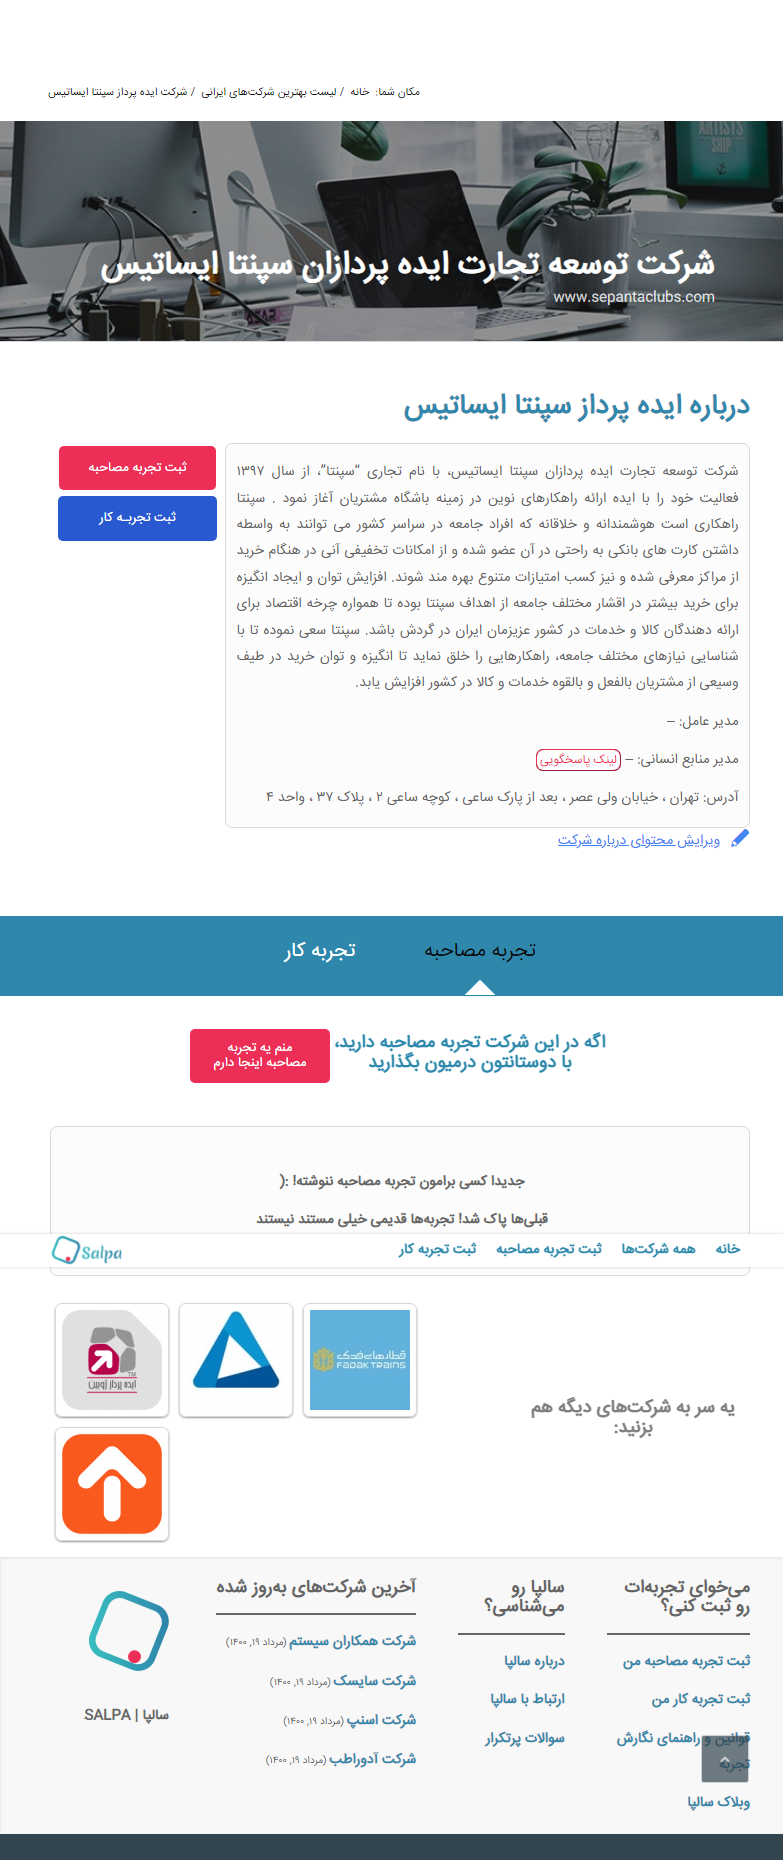 مکان شما: خانه / لیست بهترین شرکت‌های ایرانی / شرکت ایده پرداز سپنتا ایساتیس
ARTISTS
SHIP
شرکت توسعه تجارت ایده پردازان سپنتا ایساتیس
www.sepantaclubs.com
درباره ایده پرداز سپنتا ایساتیس
شرکت توسعه تجارت ایده پردازان سپنتا ایساتیس، با نام تجاری “سپنتا”، از سال ۱۳۹۷
فعالیت خود را با ایده ارائه راهکارهای نوین در زمینه باشگاه مشتریان آغاز نمود . سپنتا
راهکاری است هوشمندانه و خلاقانه که افراد جامعه در سراسر کشور می توانند به واسطه
داشتن کارت های بانکی به راحتی در آن عضو شده و از امکانات تخفیفی آنی در هنگام خرید
از مراکز معرفی شده و نیز کسب امتیازات متنوع بهره مند شوند. افزایش توان و ایجاد انگیزه
برای خرید بیشتر در اقشار مختلف جامعه از اهداف سپنتا بوده تا همواره چرخه اقتصاد برای
ارائه دهندگان کالا و خدمات در کشور عزیزمان ایران در گردش باشد. سپنتا سعی نموده تا با
شناسایی نیازهای مختلف جامعه، راهکارهایی را خلق نماید تا انگیزه و توان خرید در طیف
وسیعی از مشتریان بالفعل و بالقوه خدمات و کالا در کشور افزایش یابد.
مدیر عامل: –
مدیر منابع انسانی: – لینک پاسخگویی
آدرس: تهران ، خیابان ولی عصر ، بعد از پارک ساعی ، کوچه ساعی ۲ ، پلاک ۳۷ ، واحد ۴
ویرایش محتوای درباره شرکت
ثبت تجربه مصاحبه
ثبت تجربـه کار
تجربه مصاحبه
تجربه کار
اگه در این شرکت تجربه مصاحبه دارید،
با دوستانتون درمیون بگذارید
منم یه تجربه
مصاحبه اینجا دارم
جدیدا کسی برامون تجربه مصاحبه ننوشته! :(
قبلی‌ها پاک شد! تجربه‌ها قدیمی خیلی مستند نیستند
خانه
همه شرکت‌ها
ثبت تجربه مصاحبه
ثبت تجربه کار
Salpa
یه سر به شرکت‌های دیگه هم
بزنید:
قطارهای فدک
FADAK TRAINS
TM
ایده پرداز ژوبین
می‌خوای تجربه‌ات
رو ثبت کنی؟
ثبت تجربه مصاحبه من
ثبت تجربه کار من
قوانین و راهنمای نگارش
تجربه
وبلاک سالپا
سالپا رو
می‌شناسی؟
درباره سالپا
ارتباط با سالپا
سوالات پرتکرار
آخرین شرکت‌های به‌روز شده
شرکت همکاران سیستم (مرداد ۱۹, ۱۴۰۰)
شرکت سایسک (مرداد ۱۹, ۱۴۰۰)
شرکت اسنپ (مرداد ۱۹, ۱۴۰۰)
شرکت آدوراطب (مرداد ۱۹, ۱۴۰۰)
سالپا | SALPA